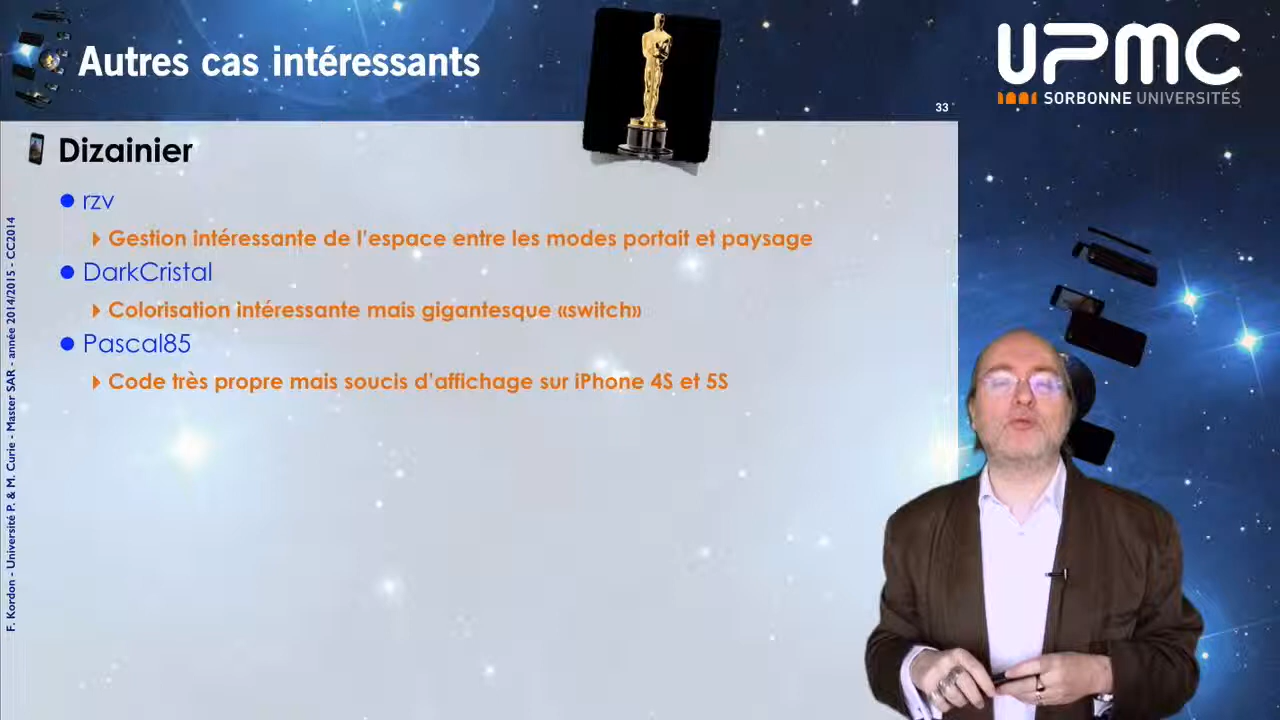 Autres cas intéressants
UPMC
SORBONNE UNIVERSITÉS
33
Dizainier
rzv
Gestion intéressante de l'espace entre les modes portait et paysage
DarkCristal
Colorisation intéressante mais gigantesque «switch»
Pascal85
Code très propre mais soucis d'affichage sur iPhone 4S et 5S
F. Kordon - Université P. & M. Curie - Master SAR - année 2014/2015 - CC2014